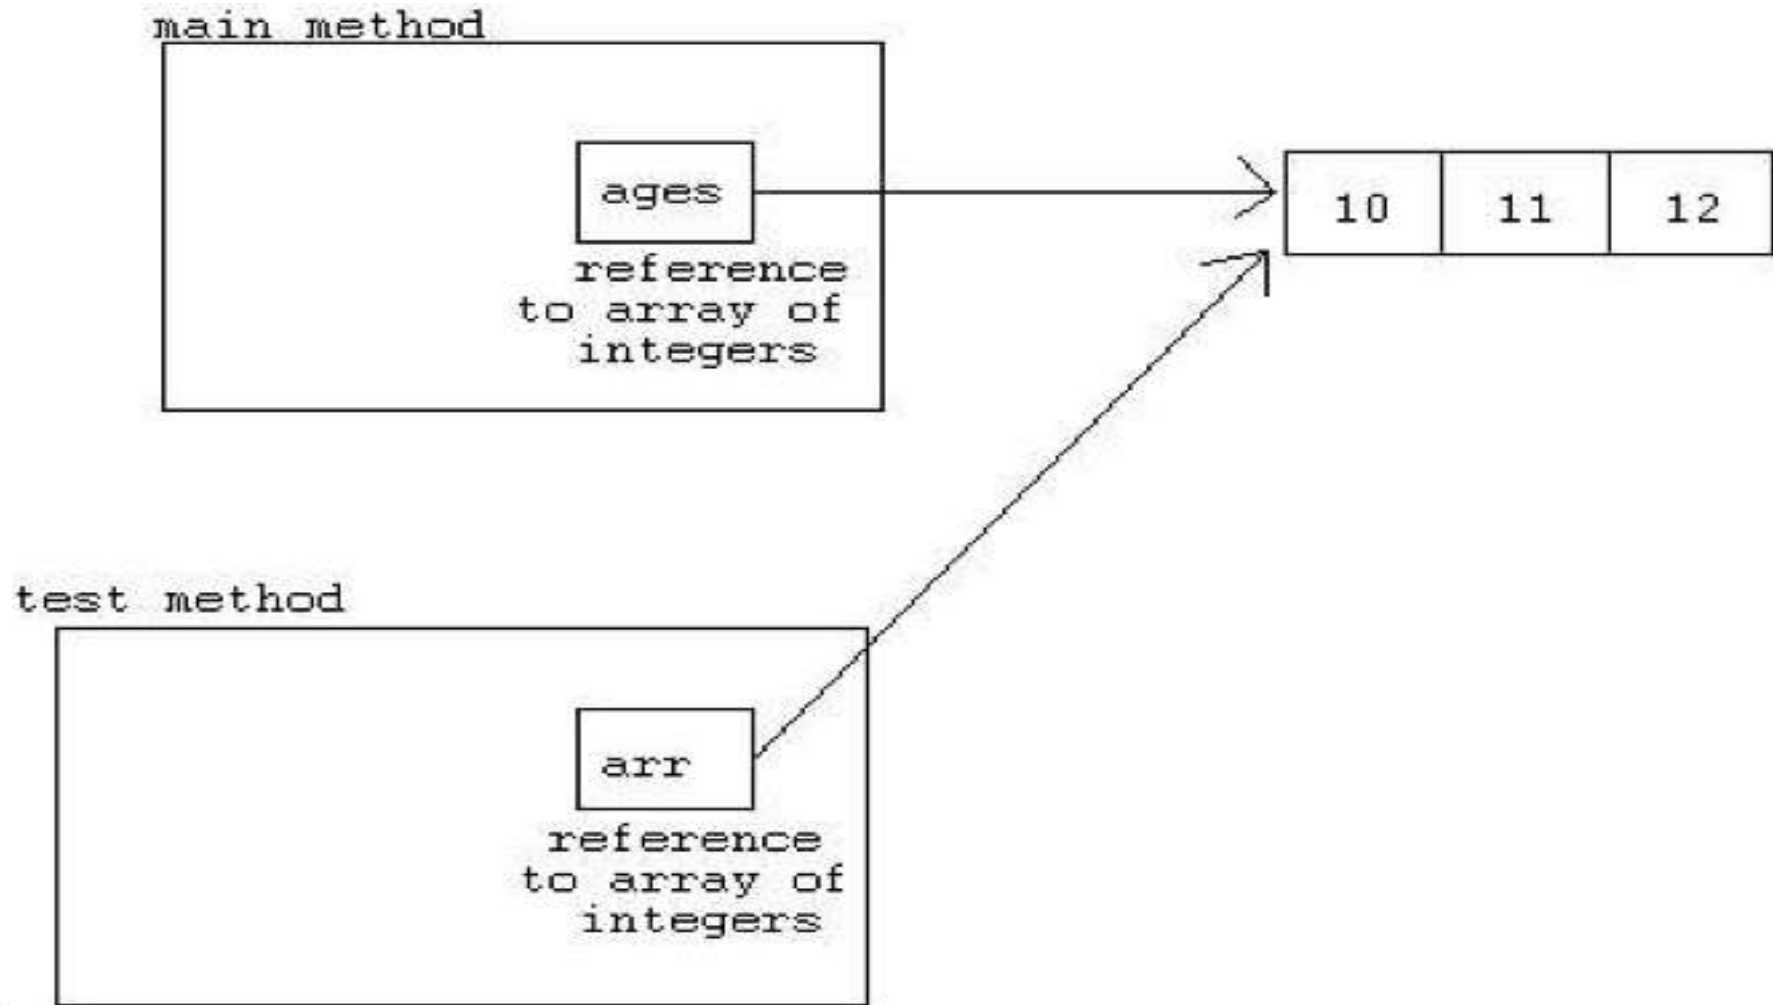 main method
ages
10 11 12
reference
to array of
integers
test method
arr
reference
to array of
integers